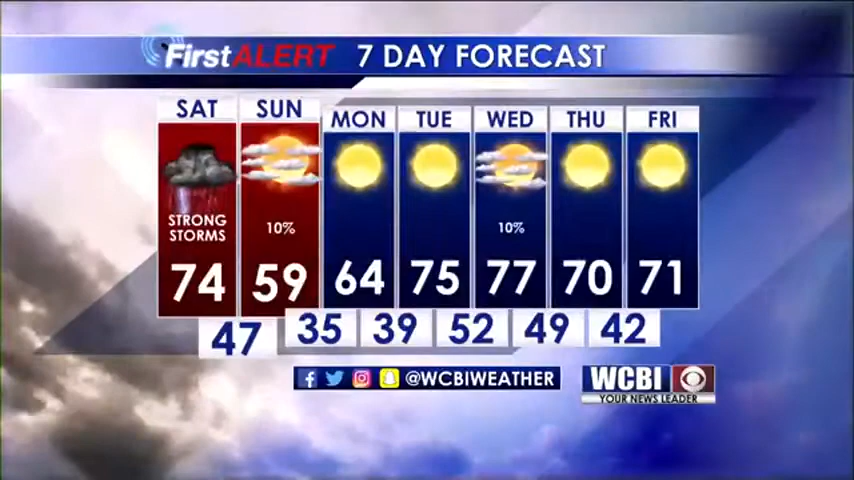 FirstALERT 7 DAY FORECAST
SAT SUN MON TUE WED THU FRI
STRONG
STORMS
10% 10%
74 59 64 75 77 70 71
47 35 39 52 49 42
@WCBIWEATHER
WCBI
YOUR NEWS LEADER